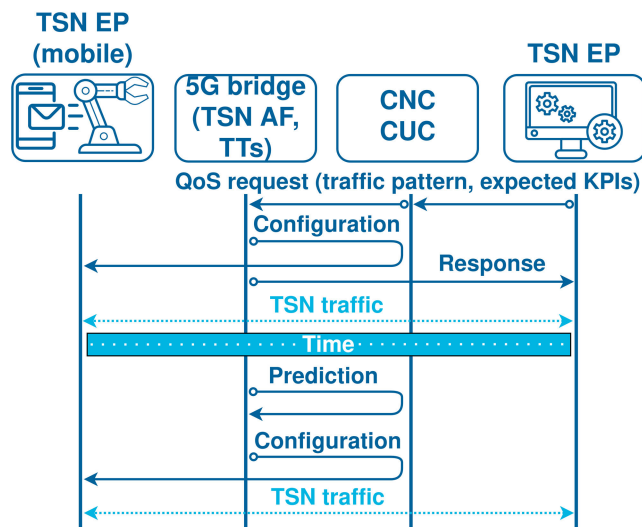 TSN EP
(mobile)
TSN EP
5G bridge
(TSN AF,
TTs)
CNC
CUC
QoS request (traffic pattern, expected KPIs)
Configuration
Response
TSN traffic
Time
Prediction
Configuration
TSN traffic